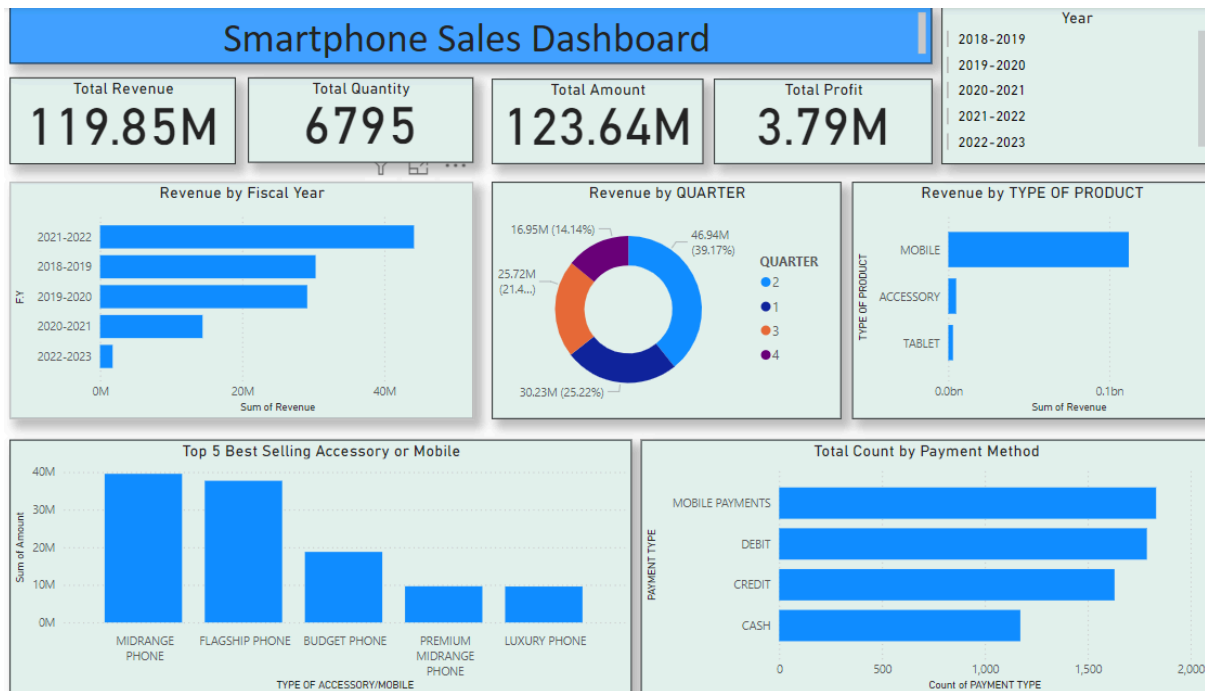 Smartphone Sales Dashboard
Year
2018-2019
2019-2020
2020-2021
2021-2022
2022-2023
Total Revenue
119.85M
Total Quantity
6795
Total Amount
123.64M
Total Profit
3.79M
Revenue by Fiscal Year
F.Y
2021-2022
2018-2019
2019-2020
2020-2021
2022-2023
0M 20M 40M
Sum of Revenue
Revenue by QUARTER
16.95M (14.14%)
46.94M
(39.17%)
25.72M
(21.4...)
30.23M (25.22%)
QUARTER
2
1
3
4
Revenue by TYPE OF PRODUCT
TYPE OF PRODUCT
MOBILE
ACCESSORY
TABLET
0.0bn 0.1bn
Sum of Revenue
Top 5 Best Selling Accessory or Mobile
Sum of Amount
40M
30M
20M
10M
0M
MIDRANGE
PHONE
FLAGSHIP PHONE
BUDGET PHONE
PREMIUM
MIDRANGE
PHONE
LUXURY PHONE
TYPE OF ACCESSORY/MOBILE
Total Count by Payment Method
PAYMENT TYPE
MOBILE PAYMENTS
DEBIT
CREDIT
CASH
0 500 1,000 1,500 2,000
Count of PAYMENT TYPE